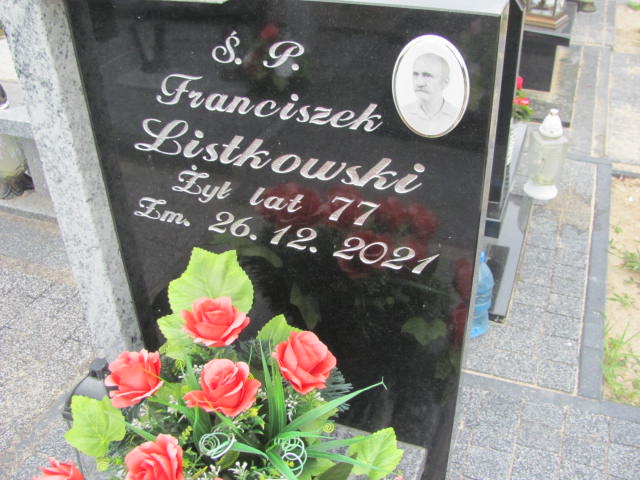 Ś. P.
Franciszek
Listkowski
Żył lat 77
Zm. 26.12.2021